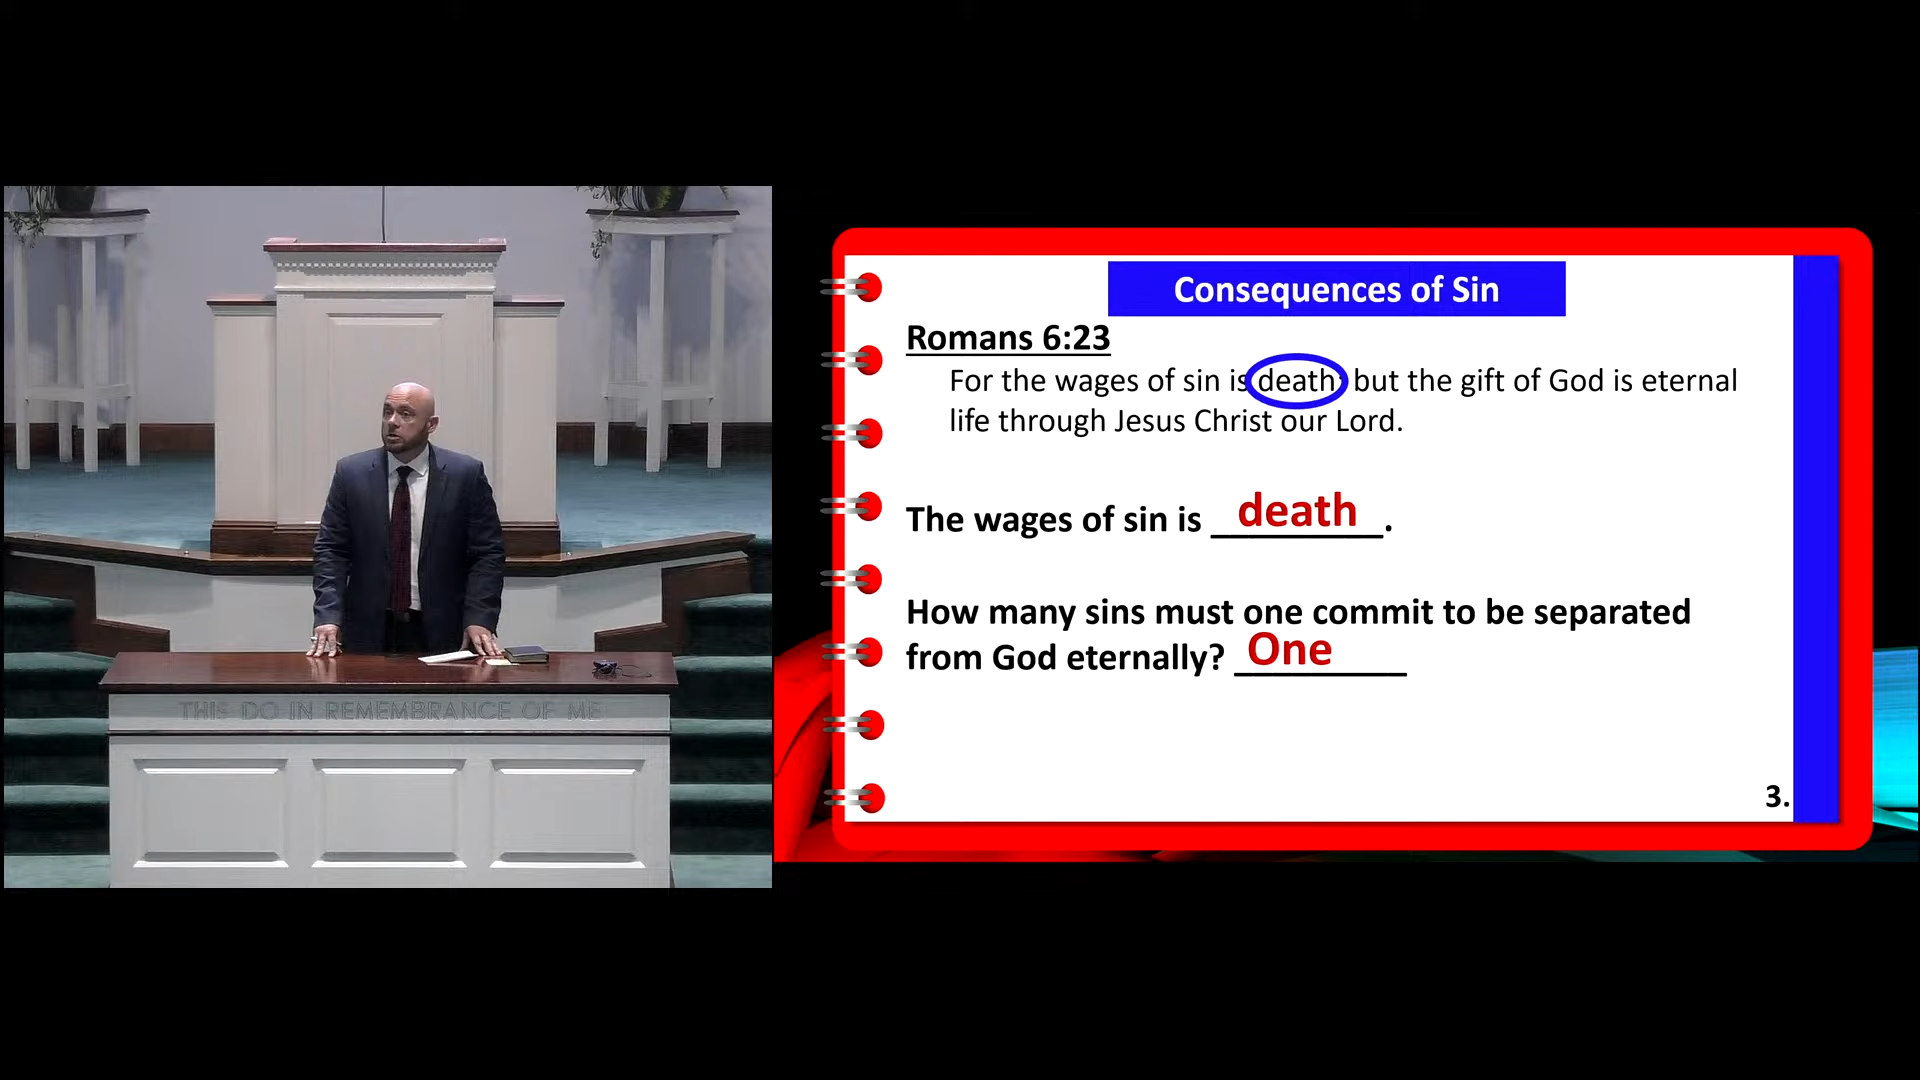 THIS DO IN REMEMBRANCE OF ME
Consequences of Sin
Romans 6:23
For the wages of sin is death but the gift of God is eternal
life through Jesus Christ our Lord.
The wages of sin is death.
How many sins must one commit to be separated
from God eternally? One
3.